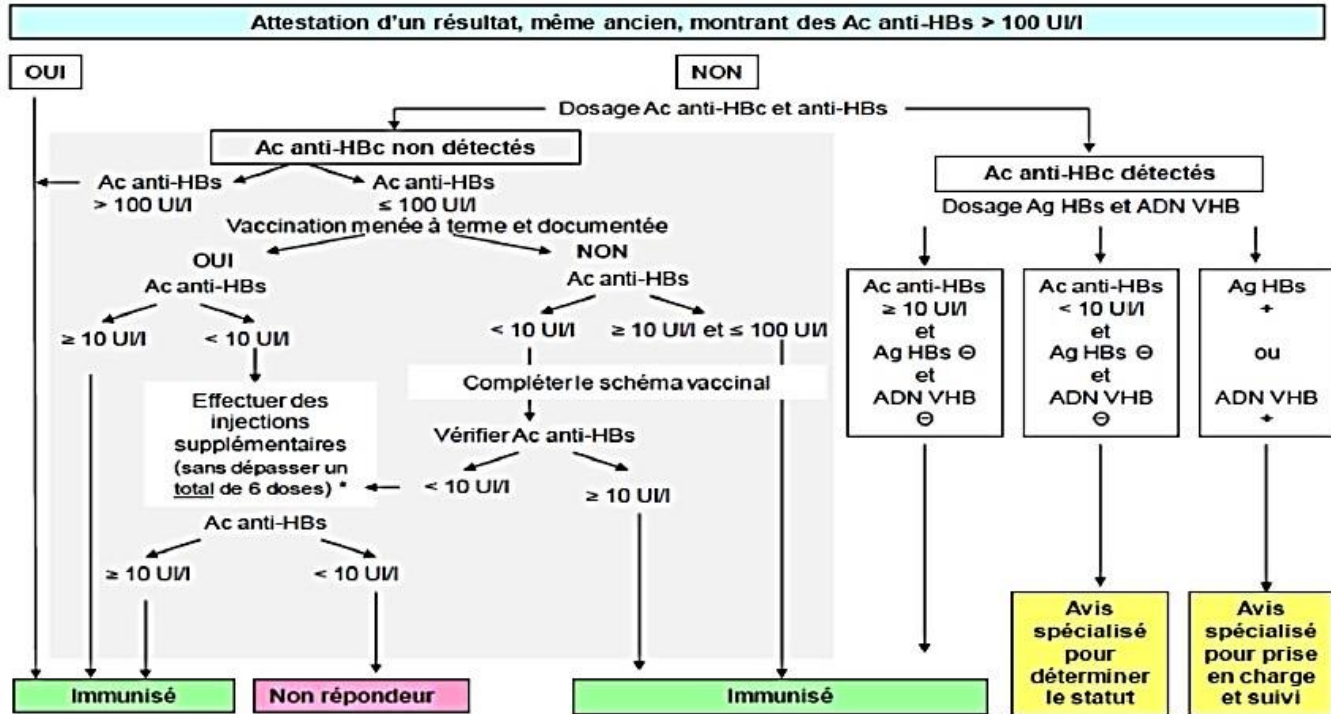 Attestation d'un résultat, même ancien, montrant des Ac anti-HBs > 100 UI/l
OUI
NON
Dosage Ac anti-HBc et anti-HBs
Ac anti-HBc non détectés
Ac anti-HBs
> 100 UI/l
Ac anti-HBs
≤ 100 UI/l
Vaccination menée à terme et documentée
OUI
Ac anti-HBs
≥ 10 UI/l
< 10 UI/l
Effectuer des
injections
supplémentaires
(sans dépasser un
total de 6 doses) *
Ac anti-HBs
≥ 10 UI/l
< 10 UI/l
NON
Ac anti-HBs
< 10 UI/l
≥ 10 UI/l et ≤ 100 UI/l
Compléter le schéma vaccinal
Vérifier Ac anti-HBs
< 10 UI/l
≥ 10 UI/l
Ac anti-HBc détectés
Dosage Ag HBs et ADN VHB
Ac anti-HBs
≥ 10 UI/l
et
Ag HBs ⊖
et
ADN VHB
⊖
Ac anti-HBs
< 10 UI/l
et
Ag HBs ⊖
et
ADN VHB
⊖
Ag HBs
+
ou
ADN VHB
+
Immunisé
Non répondeur
Immunisé
Avis
spécialisé
pour
déterminer
le statut
Avis
spécialisé
pour prise
en charge
et suivi